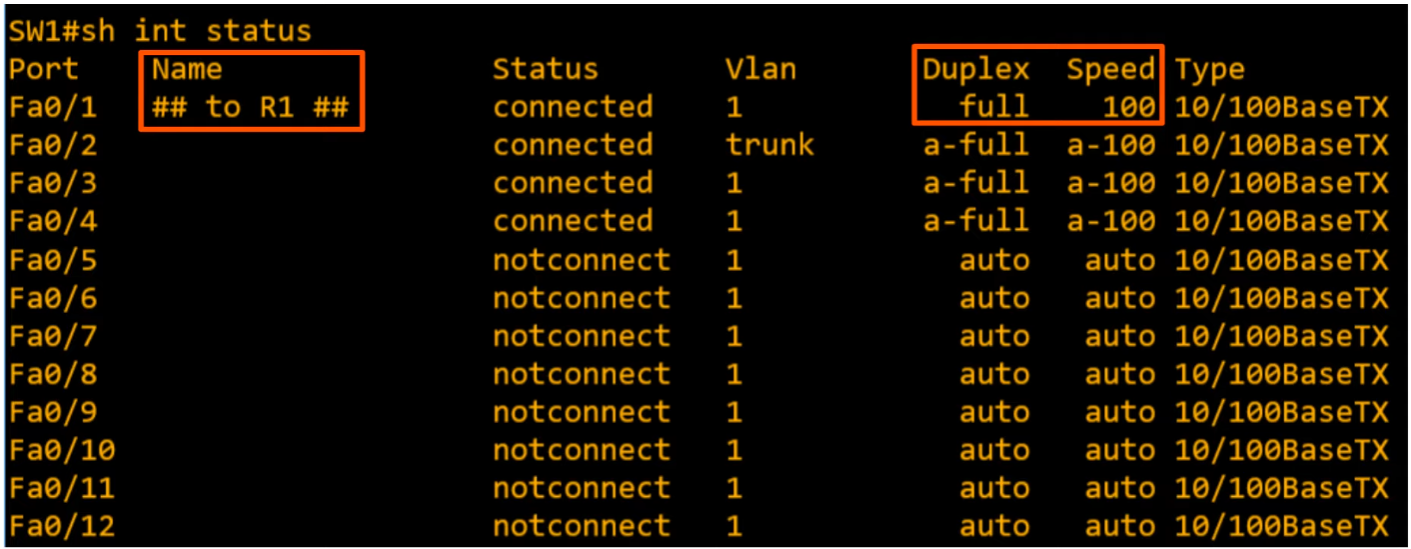 SW1#sh int status
Port Name Status Vlan Duplex Speed Type
Fa0/1 ## to R1 ## connected 1 full 100 10/100BaseTX
Fa0/2 connected trunk a-full a-100 10/100BaseTX
Fa0/3 connected 1 a-full a-100 10/100BaseTX
Fa0/4 connected 1 a-full a-100 10/100BaseTX
Fa0/5 notconnect 1 auto auto 10/100BaseTX
Fa0/6 notconnect 1 auto auto 10/100BaseTX
Fa0/7 notconnect 1 auto auto 10/100BaseTX
Fa0/8 notconnect 1 auto auto 10/100BaseTX
Fa0/9 notconnect 1 auto auto 10/100BaseTX
Fa0/10 notconnect 1 auto auto 10/100BaseTX
Fa0/11 notconnect 1 auto auto 10/100BaseTX
Fa0/12 notconnect 1 auto auto 10/100BaseTX